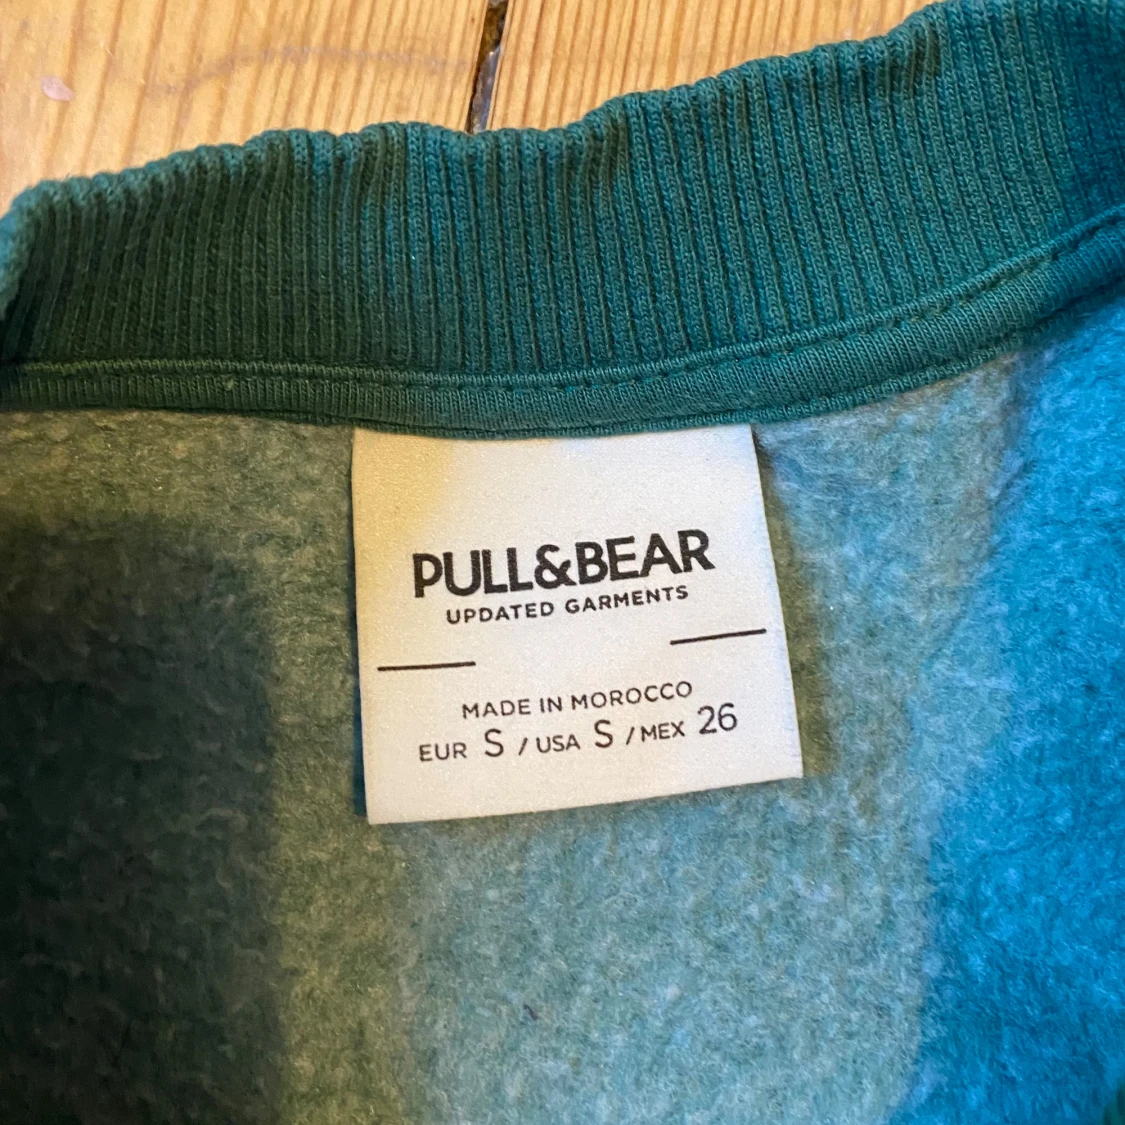 PULL&BEAR
UPDATED GARMENTS
MADE IN MOROCCO
EUR S / USA S / MEX 26